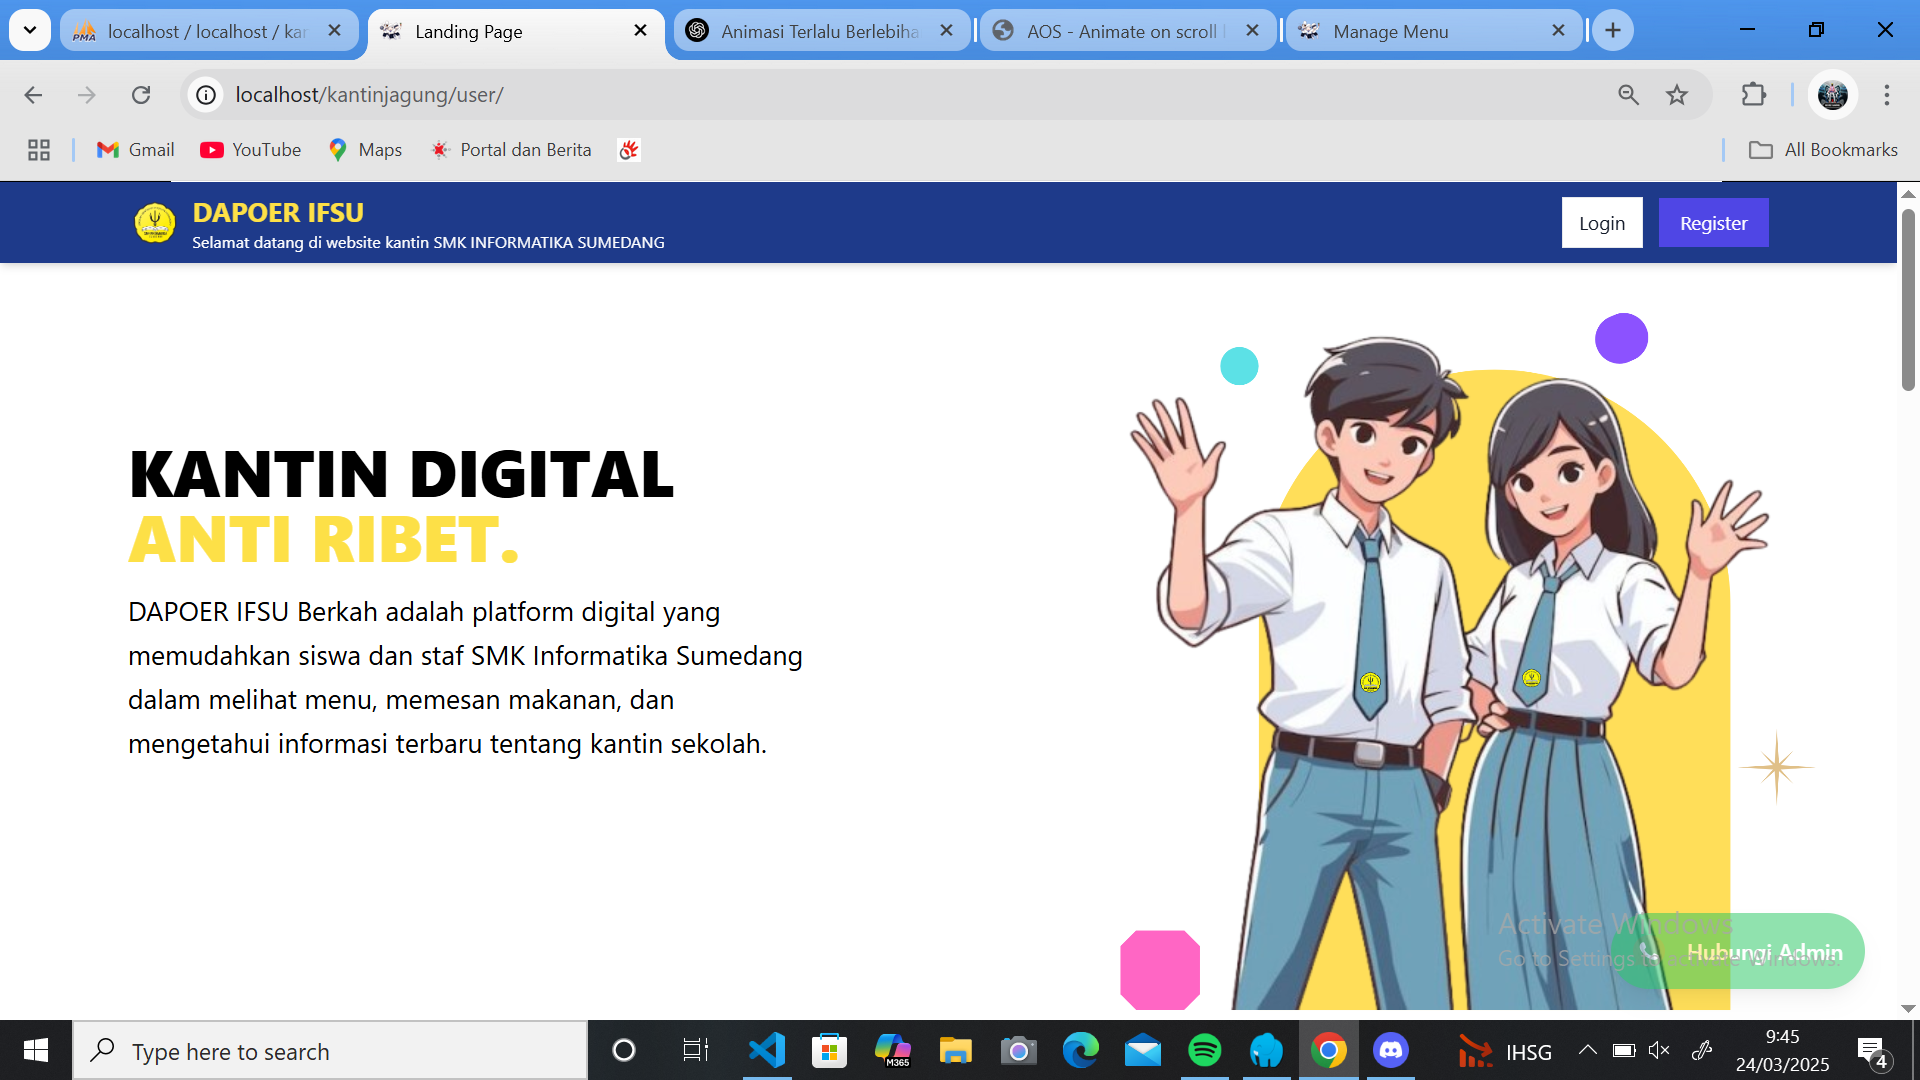 localhost / localhost / kan
Landing Page
Animasi Terlalu Berlebiha
AOS - Animate on scroll l
Manage Menu
localhost/kantinjagung/user/
Gmail
YouTube
Maps
Portal dan Berita
All Bookmarks
DAPOER IFSU
Selamat datang di website kantin SMK INFORMATIKA SUMEDANG
Login
Register
KANTIN DIGITAL
ANTI RIBET.
DAPOER IFSU Berkah adalah platform digital yang
memudahkan siswa dan staf SMK Informatika Sumedang
dalam melihat menu, memesan makanan, dan
mengetahui informasi terbaru tentang kantin sekolah.
Activate Windows
Go to Settings to activate Windows.
Hubungi Admin
Type here to search
M365
IHSG
9:45
24/03/2025
4